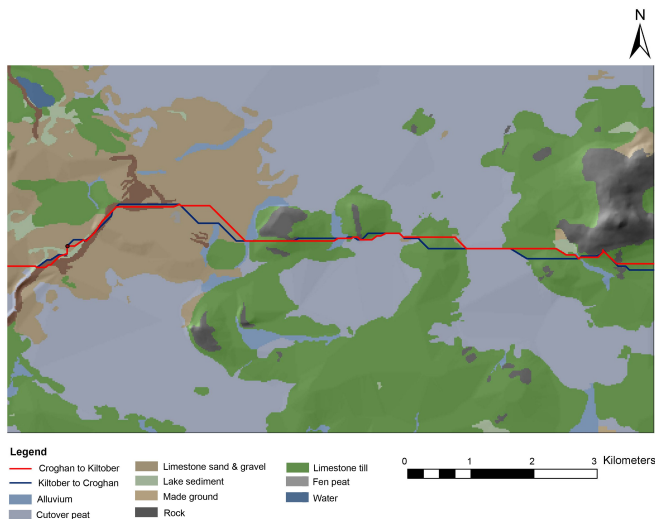 N
Legend
Croghan to Kiltober
Kiltober to Croghan
Alluvium
Cutover peat
Limestone sand & gravel
Lake sediment
Made ground
Rock
Limestone till
Fen peat
Water
0 1 2 3 Kilometers